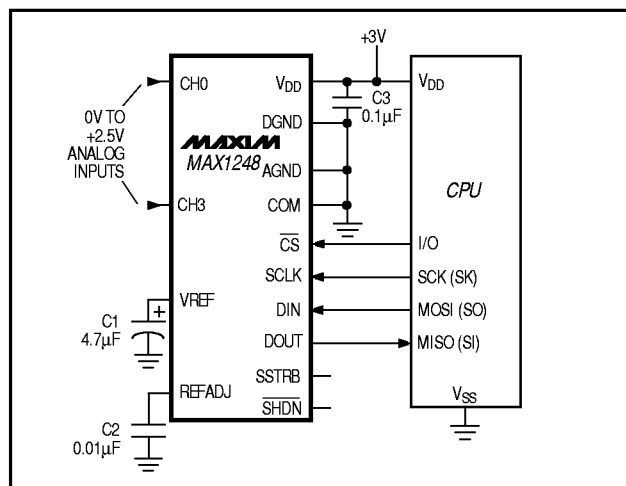 +3V
CH0
VDD
VDD
C3
0.1µF
0V TO
+2.5V
ANALOG
INPUTS
DGND
MAXIM
MAX1248
AGND
CPU
CH3
COM
CS
I/O
SCLK
SCK (SK)
VREF
DIN
MOSI (SO)
+
C1
4.7µF
DOUT
MISO (SI)
SSTRB
REFADJ
SHDN
VSS
C2
0.01µF